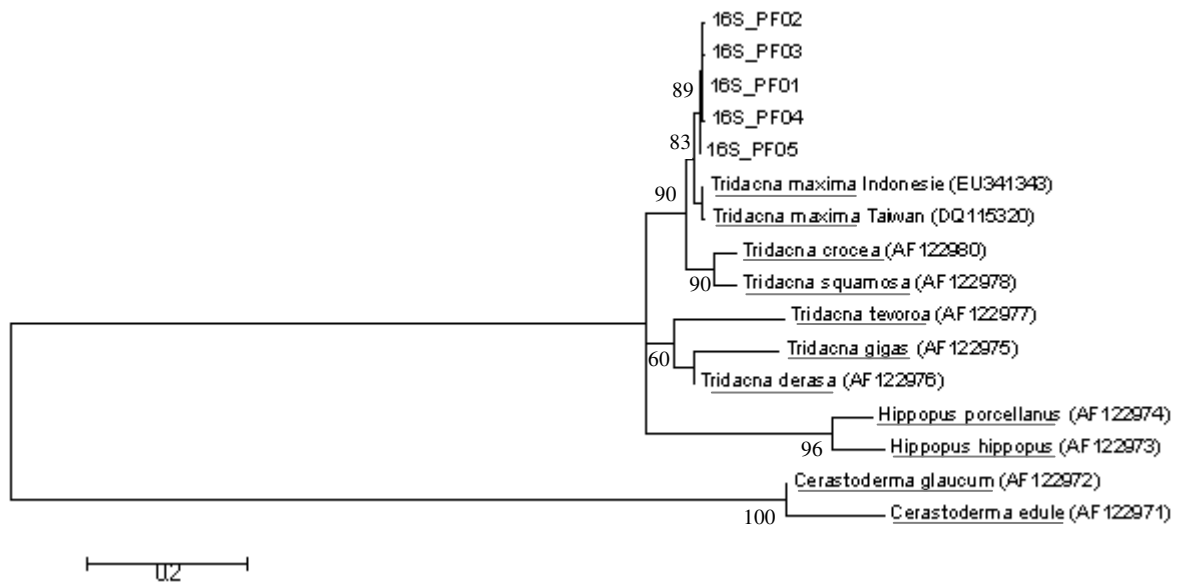 16S_PF02
16S_PF03
89
16S_PF01
16S_PF04
83
16S_PF05
90
Tridacna maxima Indonesie (EU341343)
Tridacna maxima Taiwan (DQ115320)
Tridacna crocea (AF122980)
90
Tridacna squamosa (AF122978)
Tridacna tevoroa (AF122977)
60
Tridacna gigas (AF122975)
Tridacna derasa (AF122976)
Hippopus porcellanus (AF122974)
96
Hippopus hippopus (AF122973)
Cerastoderma glaucum (AF122972)
100
Cerastoderma edule (AF122971)
0.2